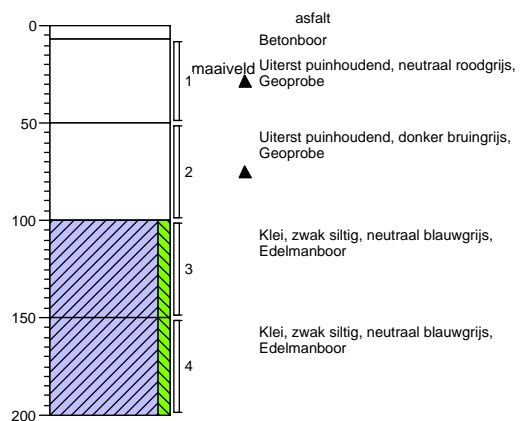 asfalt
0
Betonboor
maaiveld
Uiterst puinhoudend, neutraal roodgrijs,
Geoprobe
1
50
Uiterst puinhoudend, donker bruingrijs,
Geoprobe
2
100
Klei, zwak siltig, neutraal blauwgrijs,
Edelmanboor
3
150
Klei, zwak siltig, neutraal blauwgrijs,
Edelmanboor
4
200